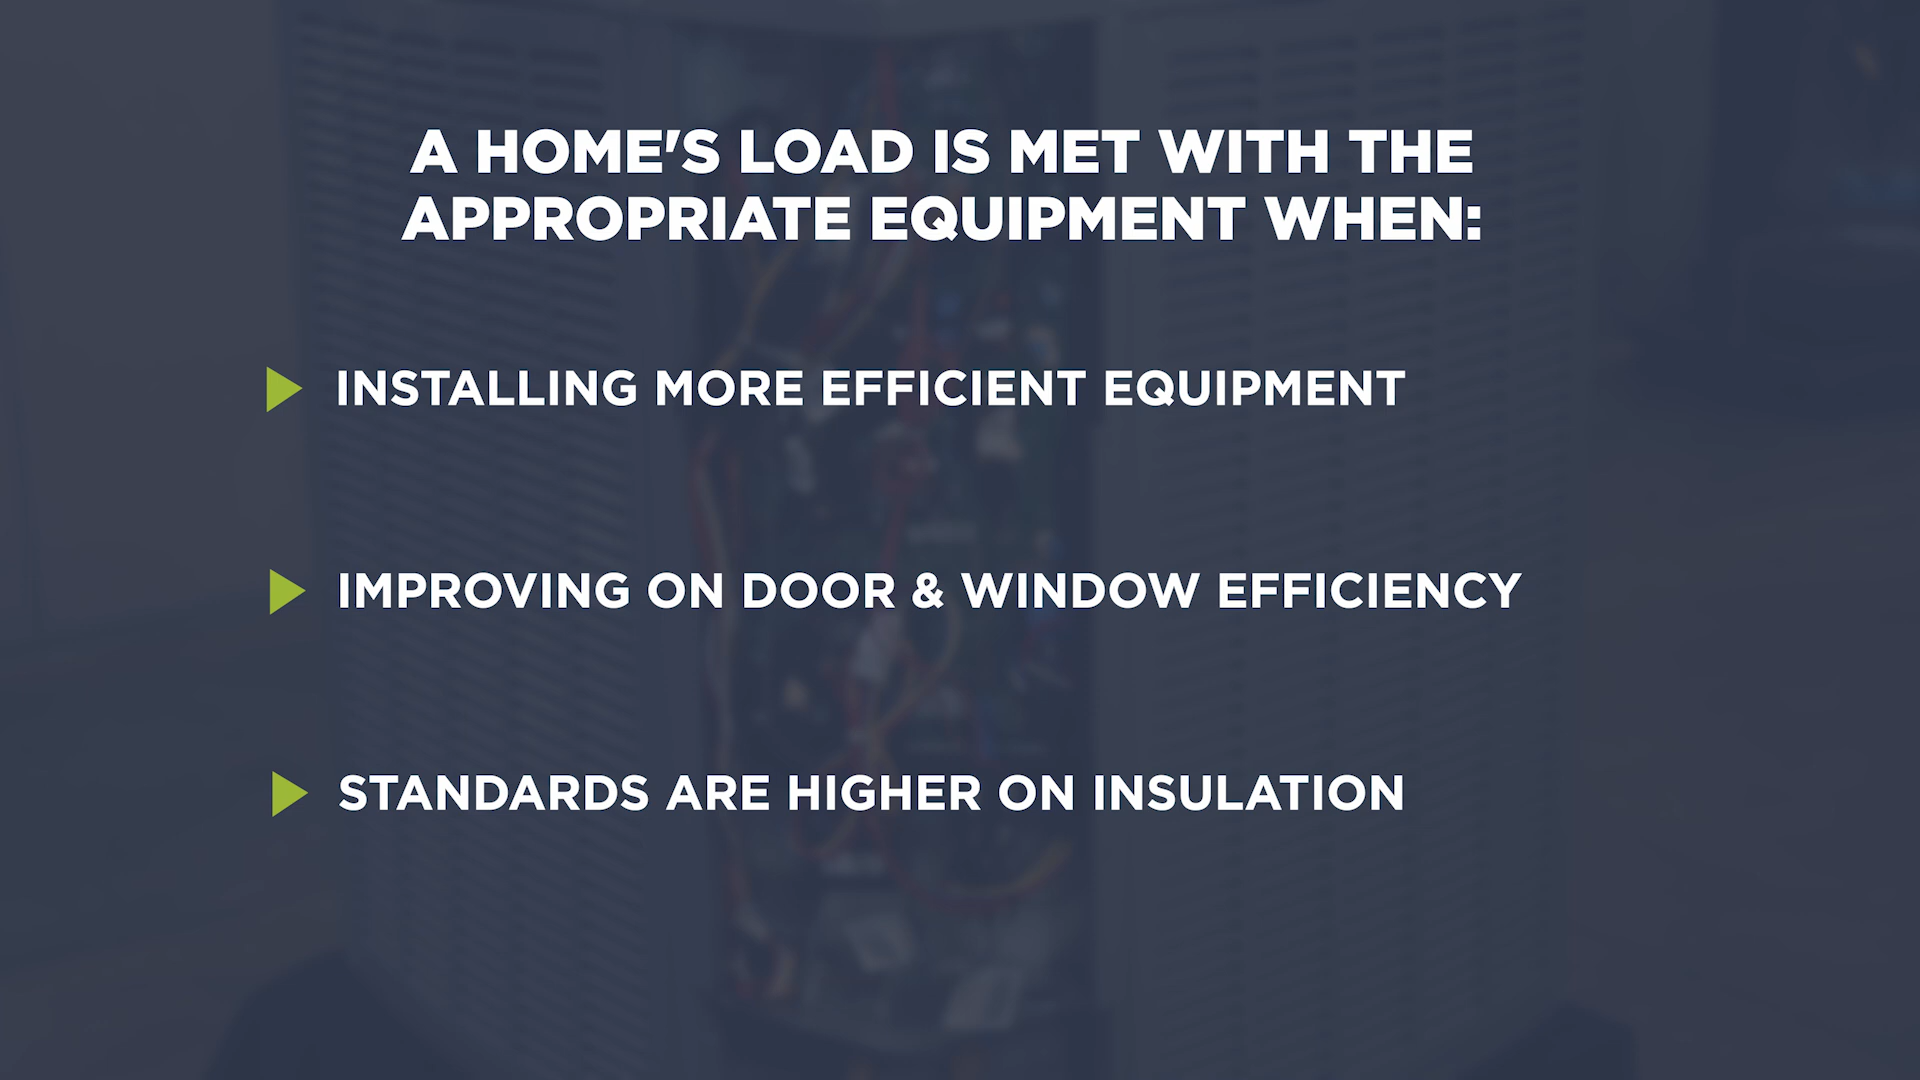 A HOME'S LOAD IS MET WITH THE
APPROPRIATE EQUIPMENT WHEN:
INSTALLING MORE EFFICIENT EQUIPMENT
IMPROVING ON DOOR & WINDOW EFFICIENCY
STANDARDS ARE HIGHER ON INSULATION